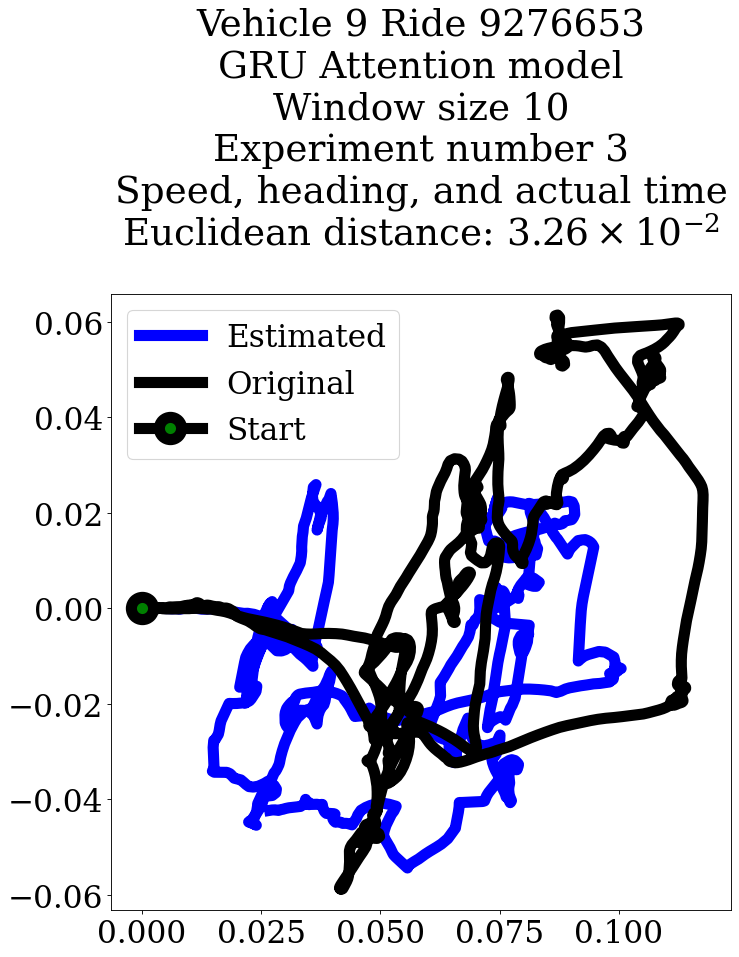 Vehicle 9 Ride 9276653
GRU Attention model
Window size 10
Experiment number 3
Speed, heading, and actual time
Euclidean distance: 3.26 × 10⁻²
Estimated
Original
Start
0.06
0.04
0.02
0.00
−0.02
−0.04
−0.06
0.000 0.025 0.050 0.075 0.100